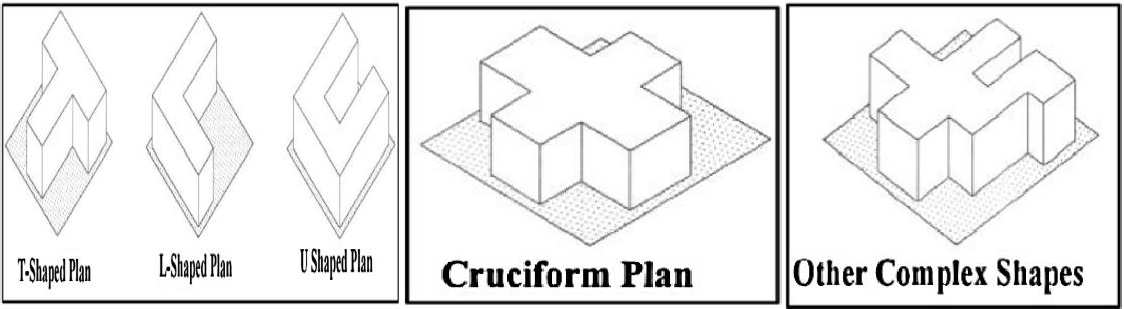 T-Shaped Plan
L-Shaped Plan
U Shaped Plan
Cruciform Plan
Other Complex Shapes